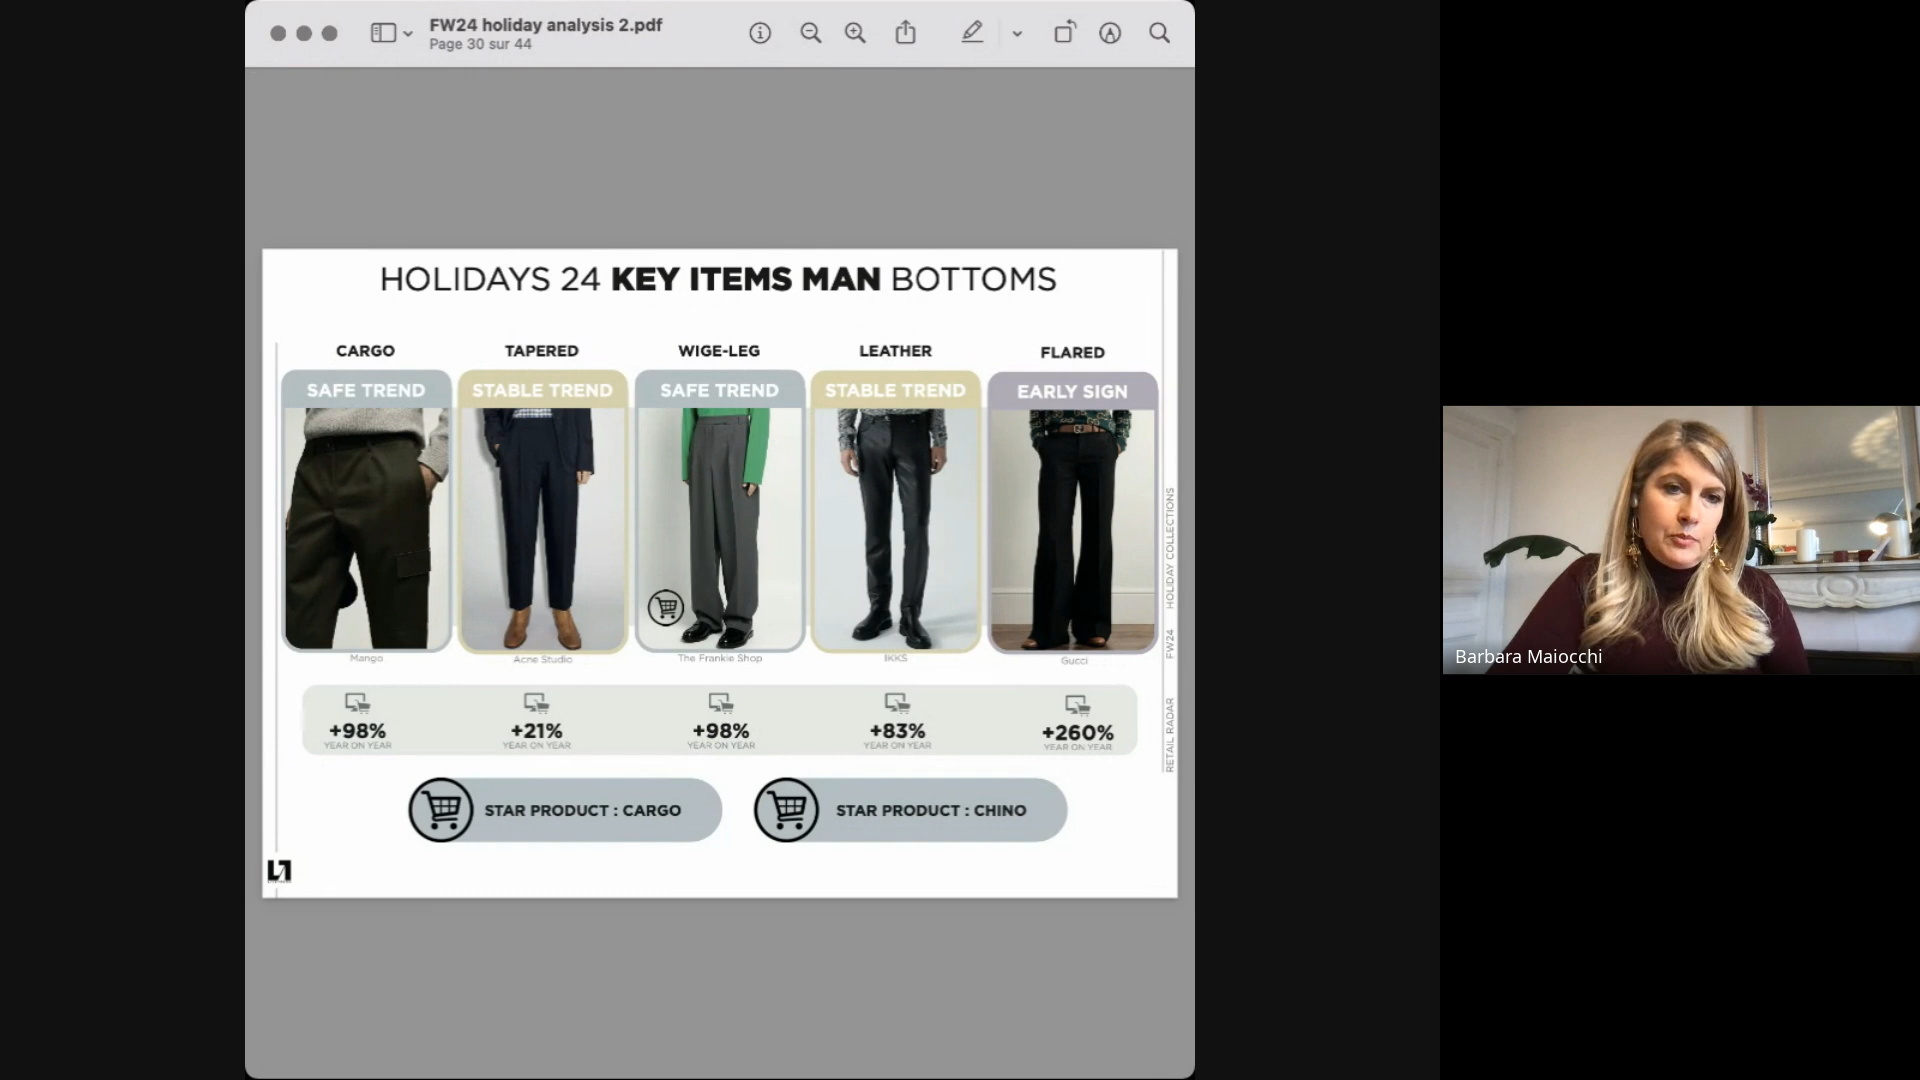 FW24 holiday analysis 2.pdf
Page 30 sur 44
HOLIDAYS 24 KEY ITEMS MAN BOTTOMS
CARGO
TAPERED
WIGE-LEG
LEATHER
FLARED
SAFE TREND
STABLE TREND
SAFE TREND
STABLE TREND
EARLY SIGN
Mango
Acne Studio
The Frankie Shop
IKKS
Gucci
+98%
YEAR ON YEAR
+21%
YEAR ON YEAR
+98%
YEAR ON YEAR
+83%
YEAR ON YEAR
+260%
YEAR ON YEAR
STAR PRODUCT : CARGO
STAR PRODUCT : CHINO
RETAIL RADAR FW24 HOLIDAY COLLECTIONS
Barbara Maiocchi